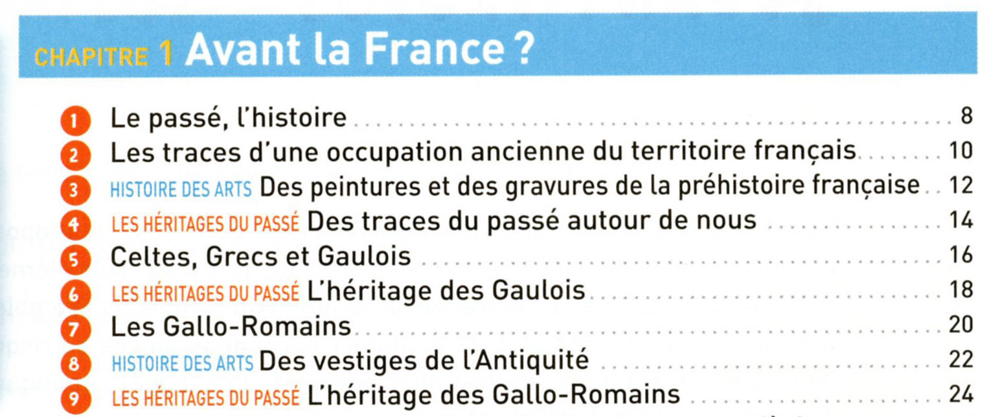 CHAPITRE 1 Avant la France ?
1 Le passé, l'histoire 8
2 Les traces d'une occupation ancienne du territoire français 10
3 HISTOIRE DES ARTS Des peintures et des gravures de la préhistoire française 12
4 LES HÉRITAGES DU PASSÉ Des traces du passé autour de nous 14
5 Celtes, Grecs et Gaulois 16
6 LES HÉRITAGES DU PASSÉ L'héritage des Gaulois 18
7 Les Gallo-Romains 20
8 HISTOIRE DES ARTS Des vestiges de l'Antiquité 22
9 LES HÉRITAGES DU PASSÉ L'héritage des Gallo-Romains 24